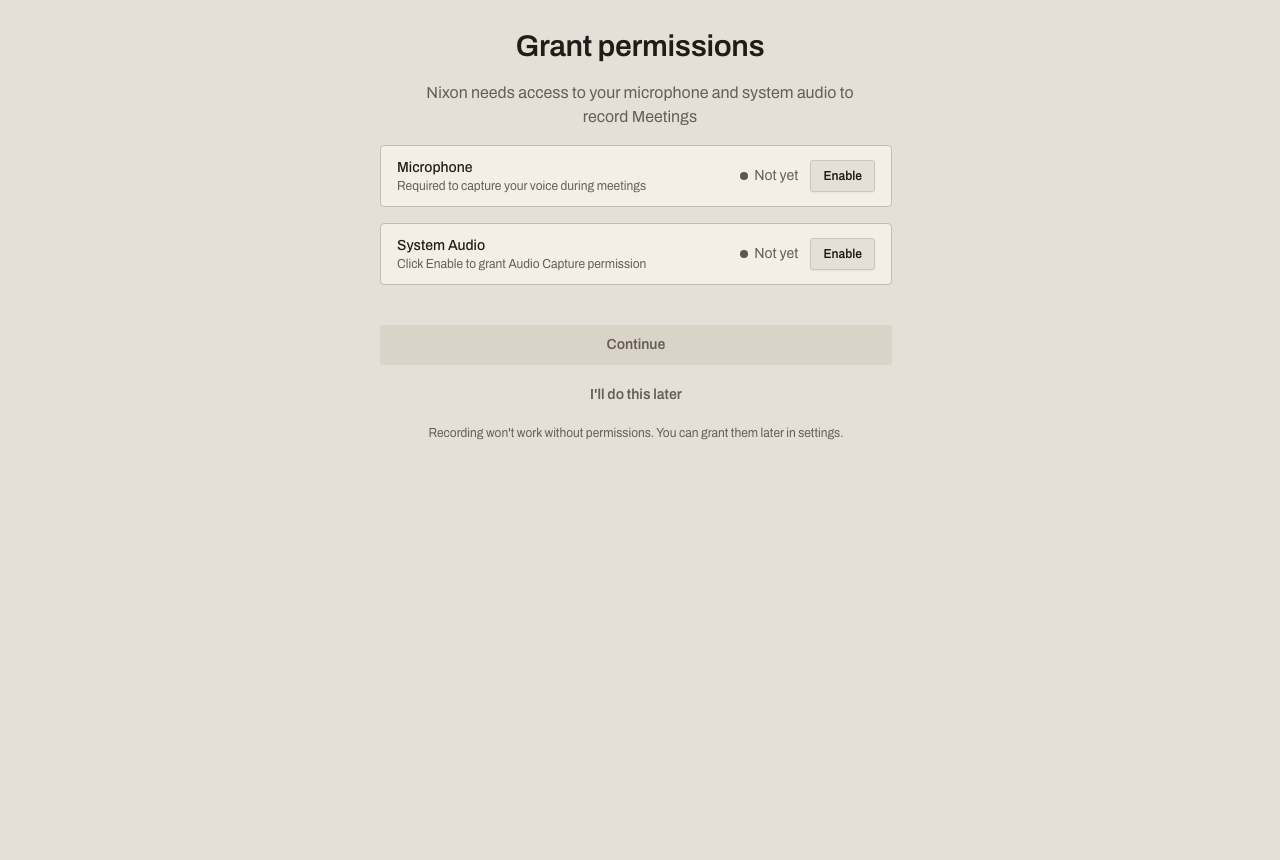 Grant permissions
Nixon needs access to your microphone and system audio to
record Meetings
Microphone
Required to capture your voice during meetings
Not yet
Enable
System Audio
Click Enable to grant Audio Capture permission
Not yet
Enable
Continue
I'll do this later
Recording won't work without permissions. You can grant them later in settings.